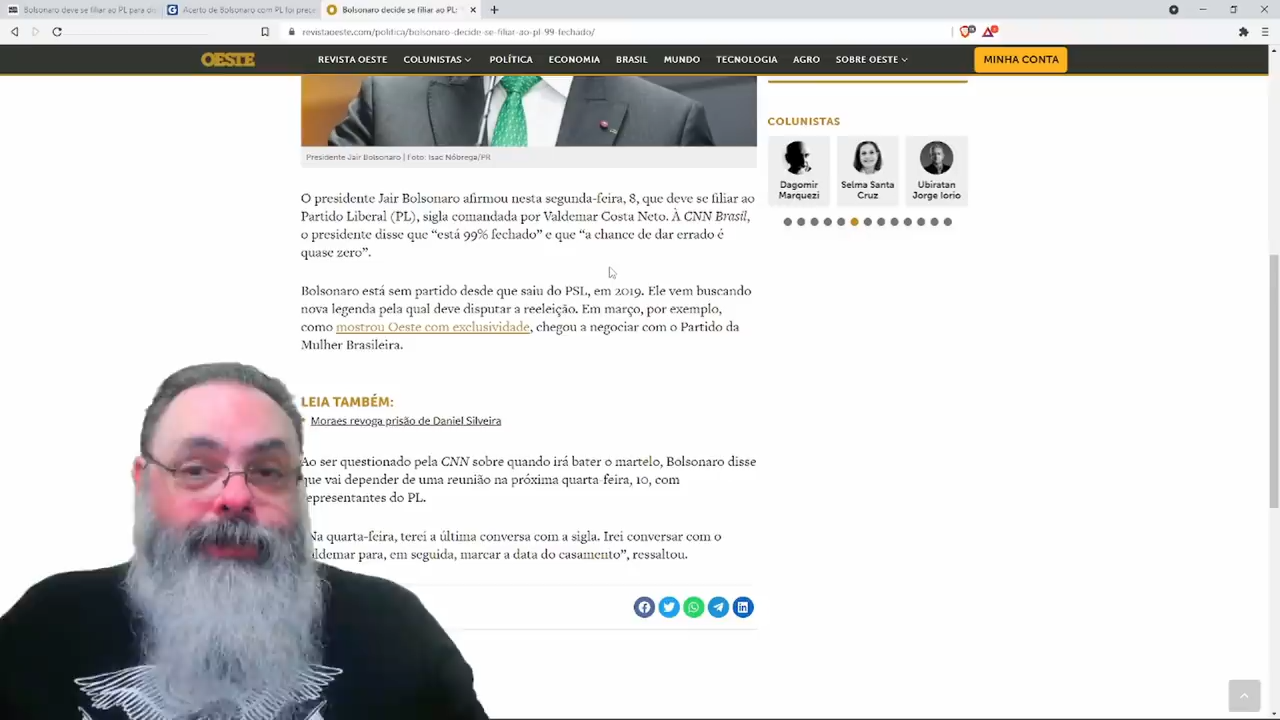 Bolsonaro deve se filiar ao PL para dis
Acerto de Bolsonaro com PL foi prece
Bolsonaro decide se filiar ao PL:
revistaoeste.com/politica/bolsonaro-decide-se-filiar-ao-pl-99-fechado/
OESTE
REVISTA OESTE COLUNISTAS POLÍTICA ECONOMIA BRASIL MUNDO TECNOLOGIA AGRO SOBRE OESTE
MINHA CONTA
Presidente Jair Bolsonaro | Foto: Isac Nóbrega/PR
COLUNISTAS
Dagomir Marquezi
Selma Santa Cruz
Ubiratan Jorge Iorio
O presidente Jair Bolsonaro afirmou nesta segunda-feira, 8, que deve se filiar ao
Partido Liberal (PL), sigla comandada por Valdemar Costa Neto. À CNN Brasil,
o presidente disse que “está 99% fechado” e que “a chance de dar errado é
quase zero”.
Bolsonaro está sem partido desde que saiu do PSL, em 2019. Ele vem buscando
nova legenda pela qual deve disputar a reeleição. Em março, por exemplo,
como mostrou Oeste com exclusividade, chegou a negociar com o Partido da
Mulher Brasileira.
LEIA TAMBÉM:
Moraes revoga prisão de Daniel Silveira
Ao ser questionado pela CNN sobre quando irá bater o martelo, Bolsonaro disse
que vai depender de uma reunião na próxima quarta-feira, 10, com
representantes do PL.
Na quarta-feira, terei a última conversa com a sigla. Irei conversar com o
aldemar para, em seguida, marcar a data do casamento”, ressaltou.